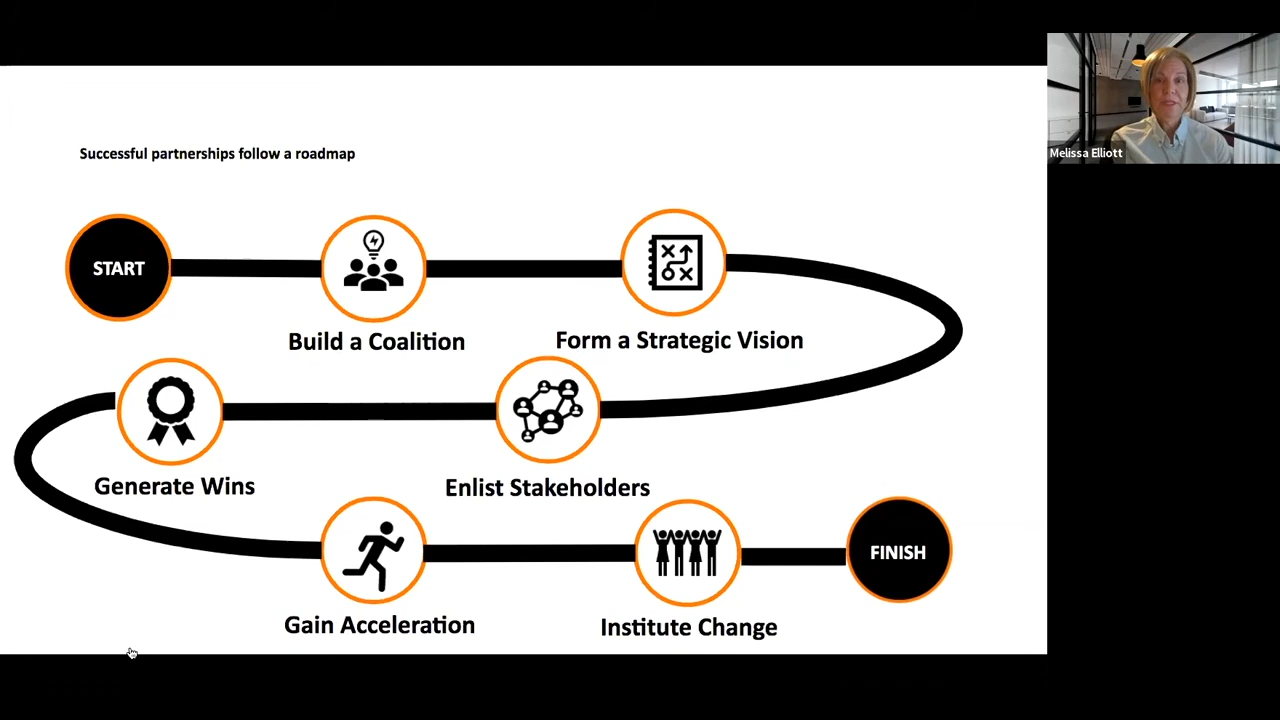 Successful partnerships follow a roadmap
Melissa Elliott
START
Build a Coalition
Form a Strategic Vision
Generate Wins
Enlist Stakeholders
Gain Acceleration
Institute Change
FINISH